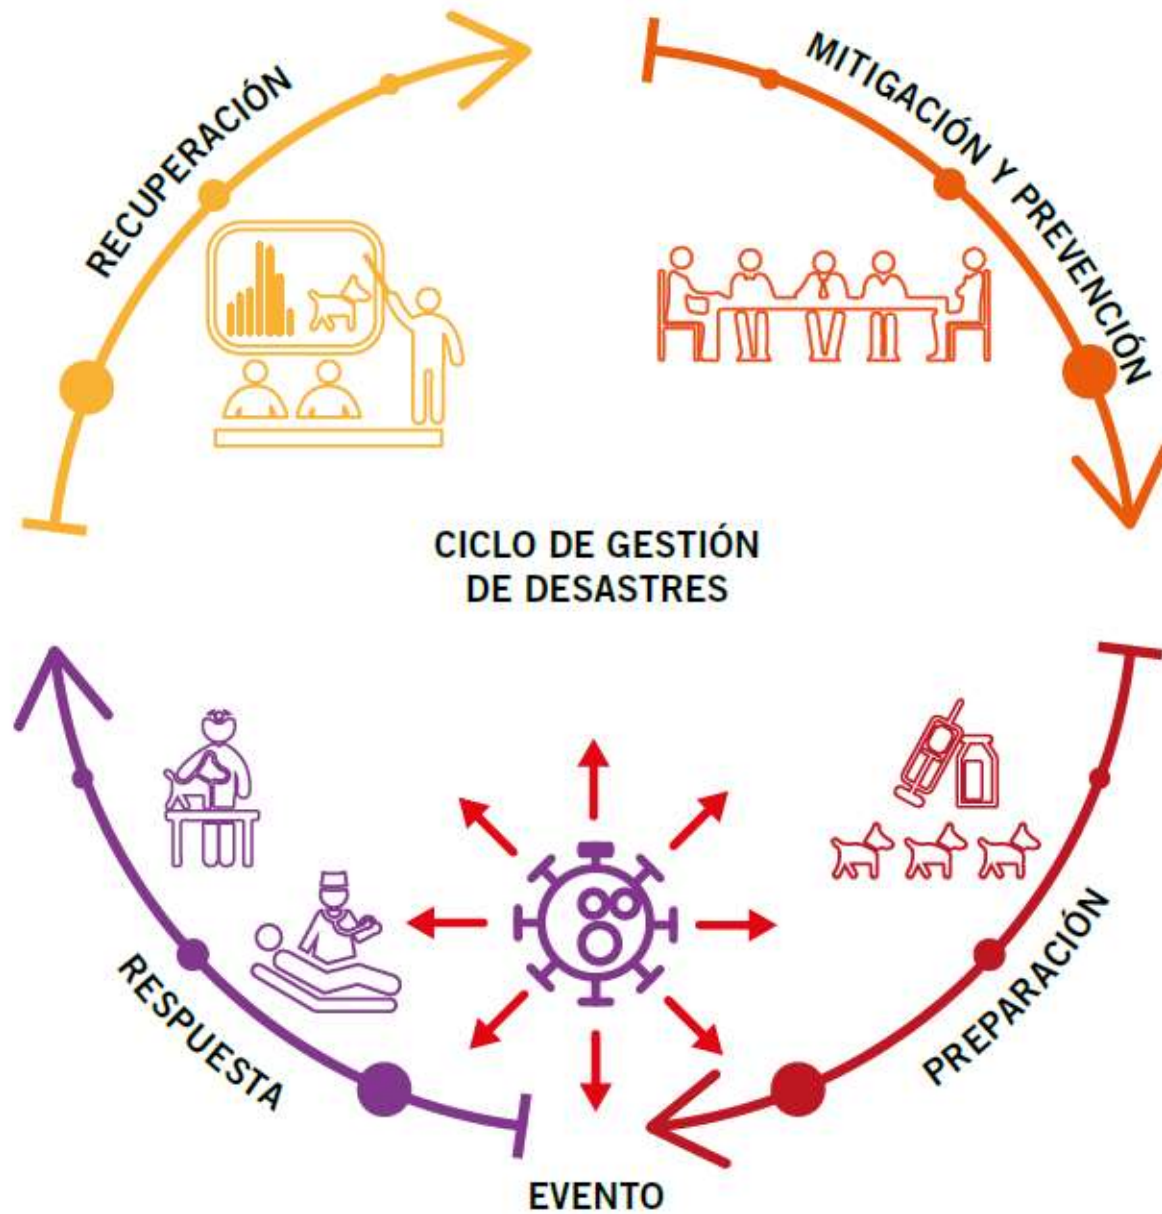 RECUPERACIÓN
MITIGACIÓN Y PREVENCIÓN
CICLO DE GESTIÓN
DE DESASTRES
RESPUESTA
PREPARACIÓN
EVENTO